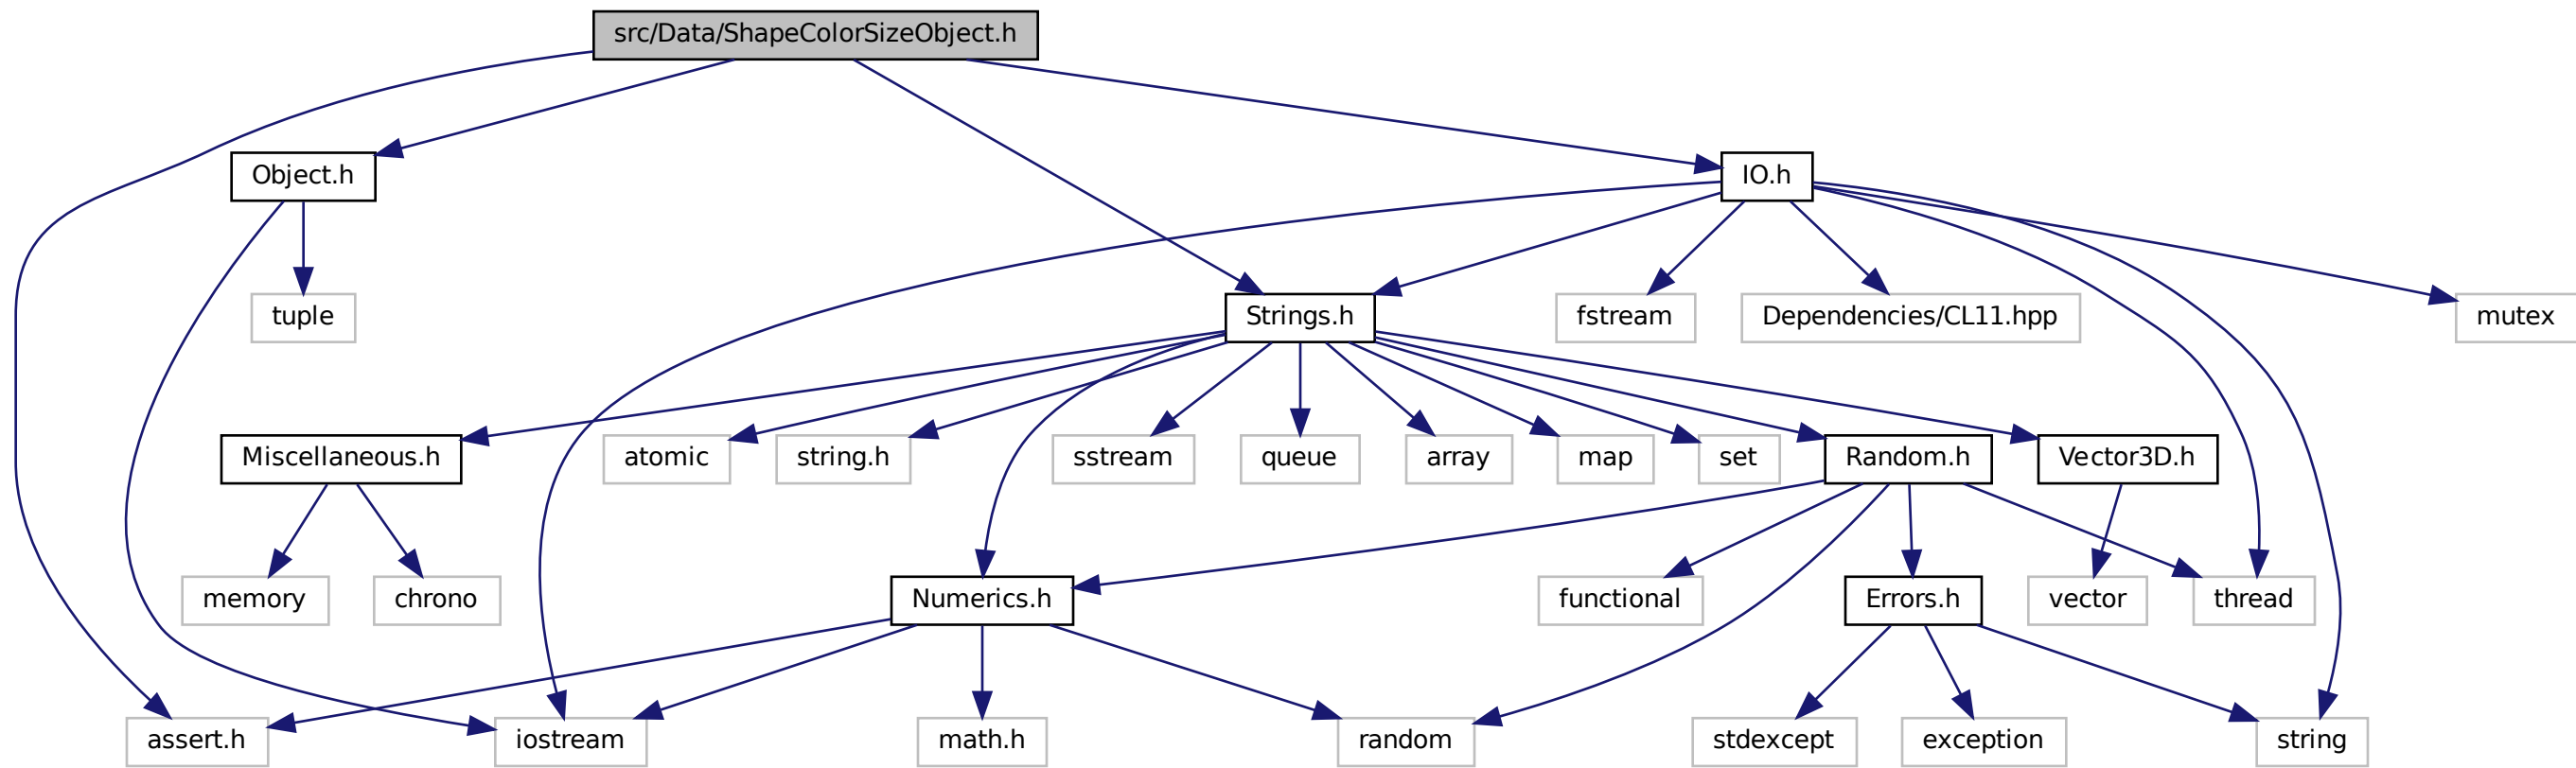 src/Data/ShapeColorSizeObject.h
Object.h
IO.h
tuple
Strings.h
fstream
Dependencies/CL11.hpp
mutex
Miscellaneous.h
atomic
string.h
sstream
queue
array
map
set
Random.h
Vector3D.h
memory
chrono
Numerics.h
functional
Errors.h
vector
thread
assert.h
iostream
math.h
random
stdexcept
exception
string